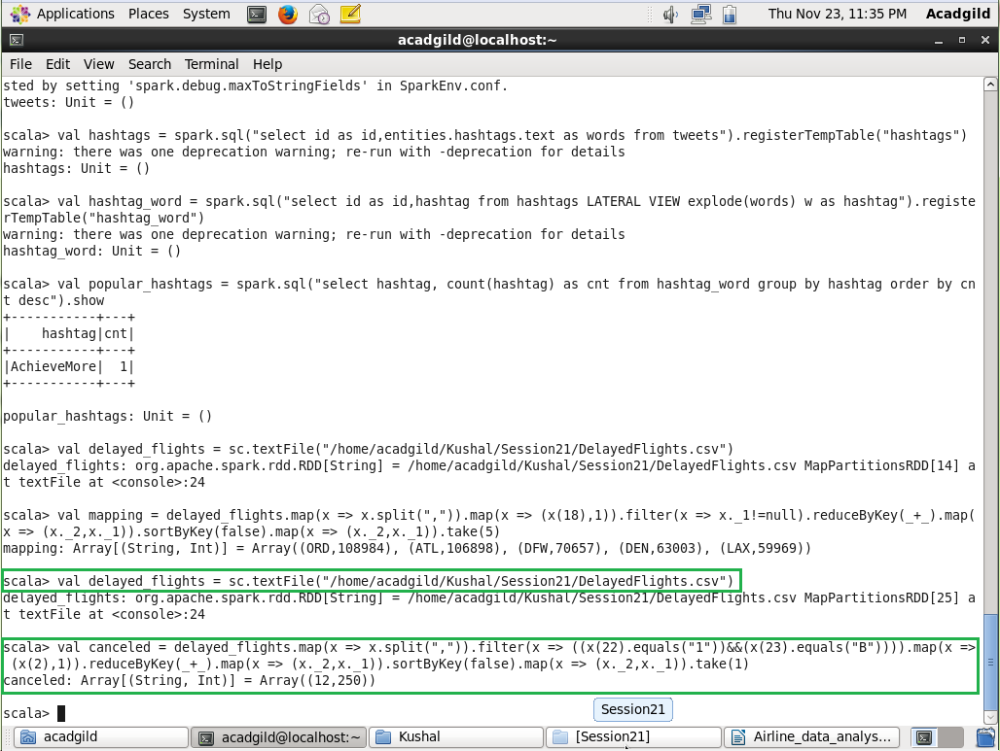 Applications Places System Thu Nov 23, 11:35 PM Acadgild
acadgild@localhost:~
File Edit View Search Terminal Help
sted by setting 'spark.debug.maxToStringFields' in SparkEnv.conf.
tweets: Unit = ()
scala> val hashtags = spark.sql("select id as id,entities.hashtags.text as words from tweets").registerTempTable("hashtags")
warning: there was one deprecation warning; re-run with -deprecation for details
hashtags: Unit = ()
scala> val hashtag_word = spark.sql("select id as id,hashtag from hashtags LATERAL VIEW explode(words) w as hashtag").registe
rTempTable("hashtag_word")
warning: there was one deprecation warning; re-run with -deprecation for details
hashtag_word: Unit = ()
scala> val popular_hashtags = spark.sql("select hashtag, count(hashtag) as cnt from hashtag_word group by hashtag order by cn
t desc").show
+-----------+---+
|    hashtag|cnt|
+-----------+---+
|AchieveMore|  1|
+-----------+---+
popular_hashtags: Unit = ()
scala> val delayed_flights = sc.textFile("/home/acadgild/Kushal/Session21/DelayedFlights.csv")
delayed_flights: org.apache.spark.rdd.RDD[String] = /home/acadgild/Kushal/Session21/DelayedFlights.csv MapPartitionsRDD[14] a
t textFile at <console>:24
scala> val mapping = delayed_flights.map(x => x.split(",")).map(x => (x(18),1)).filter(x => x._1!=null).reduceByKey(_+_).map(
x => (x._2,x._1)).sortByKey(false).map(x => (x._2,x._1)).take(5)
mapping: Array[(String, Int)] = Array((ORD,108984), (ATL,106898), (DFW,70657), (DEN,63003), (LAX,59969))
scala> val delayed_flights = sc.textFile("/home/acadgild/Kushal/Session21/DelayedFlights.csv")
delayed_flights: org.apache.spark.rdd.RDD[String] = /home/acadgild/Kushal/Session21/DelayedFlights.csv MapPartitionsRDD[25] a
t textFile at <console>:24
scala> val canceled = delayed_flights.map(x => x.split(",")).filter(x => ((x(22).equals("1"))&&(x(23).equals("B")))).map(x =>
(x(2),1)).reduceByKey(_+_).map(x => (x._2,x._1)).sortByKey(false).map(x => (x._2,x._1)).take(1)
canceled: Array[(String, Int)] = Array((12,250))
scala>
Session21
acadgild acadgild@localhost:~ Kushal [Session21] Airline_data_analys...